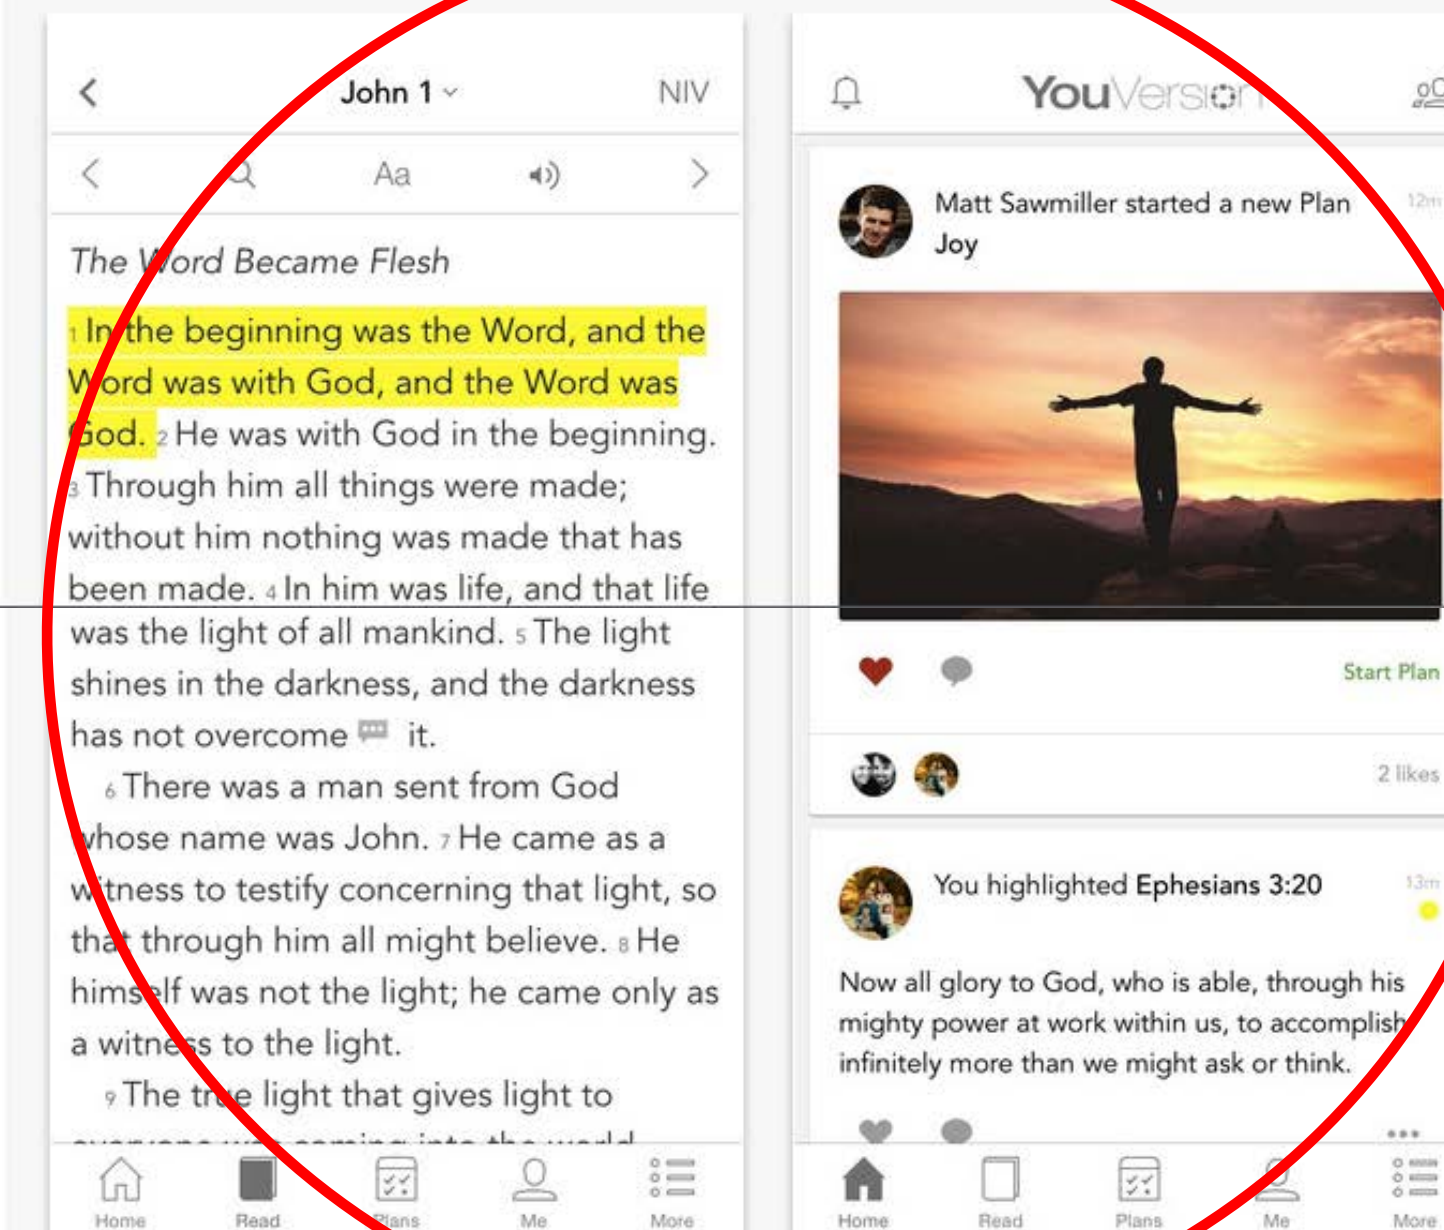 John 1
NIV
Aa
The Word Became Flesh
1 In the beginning was the Word, and the
Word was with God, and the Word was
God. 2 He was with God in the beginning.
3 Through him all things were made;
without him nothing was made that has
been made. 4 In him was life, and that life
was the light of all mankind. 5 The light
shines in the darkness, and the darkness
has not overcome it.
6 There was a man sent from God
whose name was John. 7 He came as a
witness to testify concerning that light, so
that through him all might believe. 8 He
himself was not the light; he came only as
a witness to the light.
9 The true light that gives light to
everyone was coming into the world
Home
Read
Plans
Me
More
YouVersion
Matt Sawmiller started a new Plan
12m
Joy
Start Plan
2 likes
You highlighted Ephesians 3:20
13m
Now all glory to God, who is able, through his
mighty power at work within us, to accomplish
infinitely more than we might ask or think.
Home
Read
Plans
Me
More